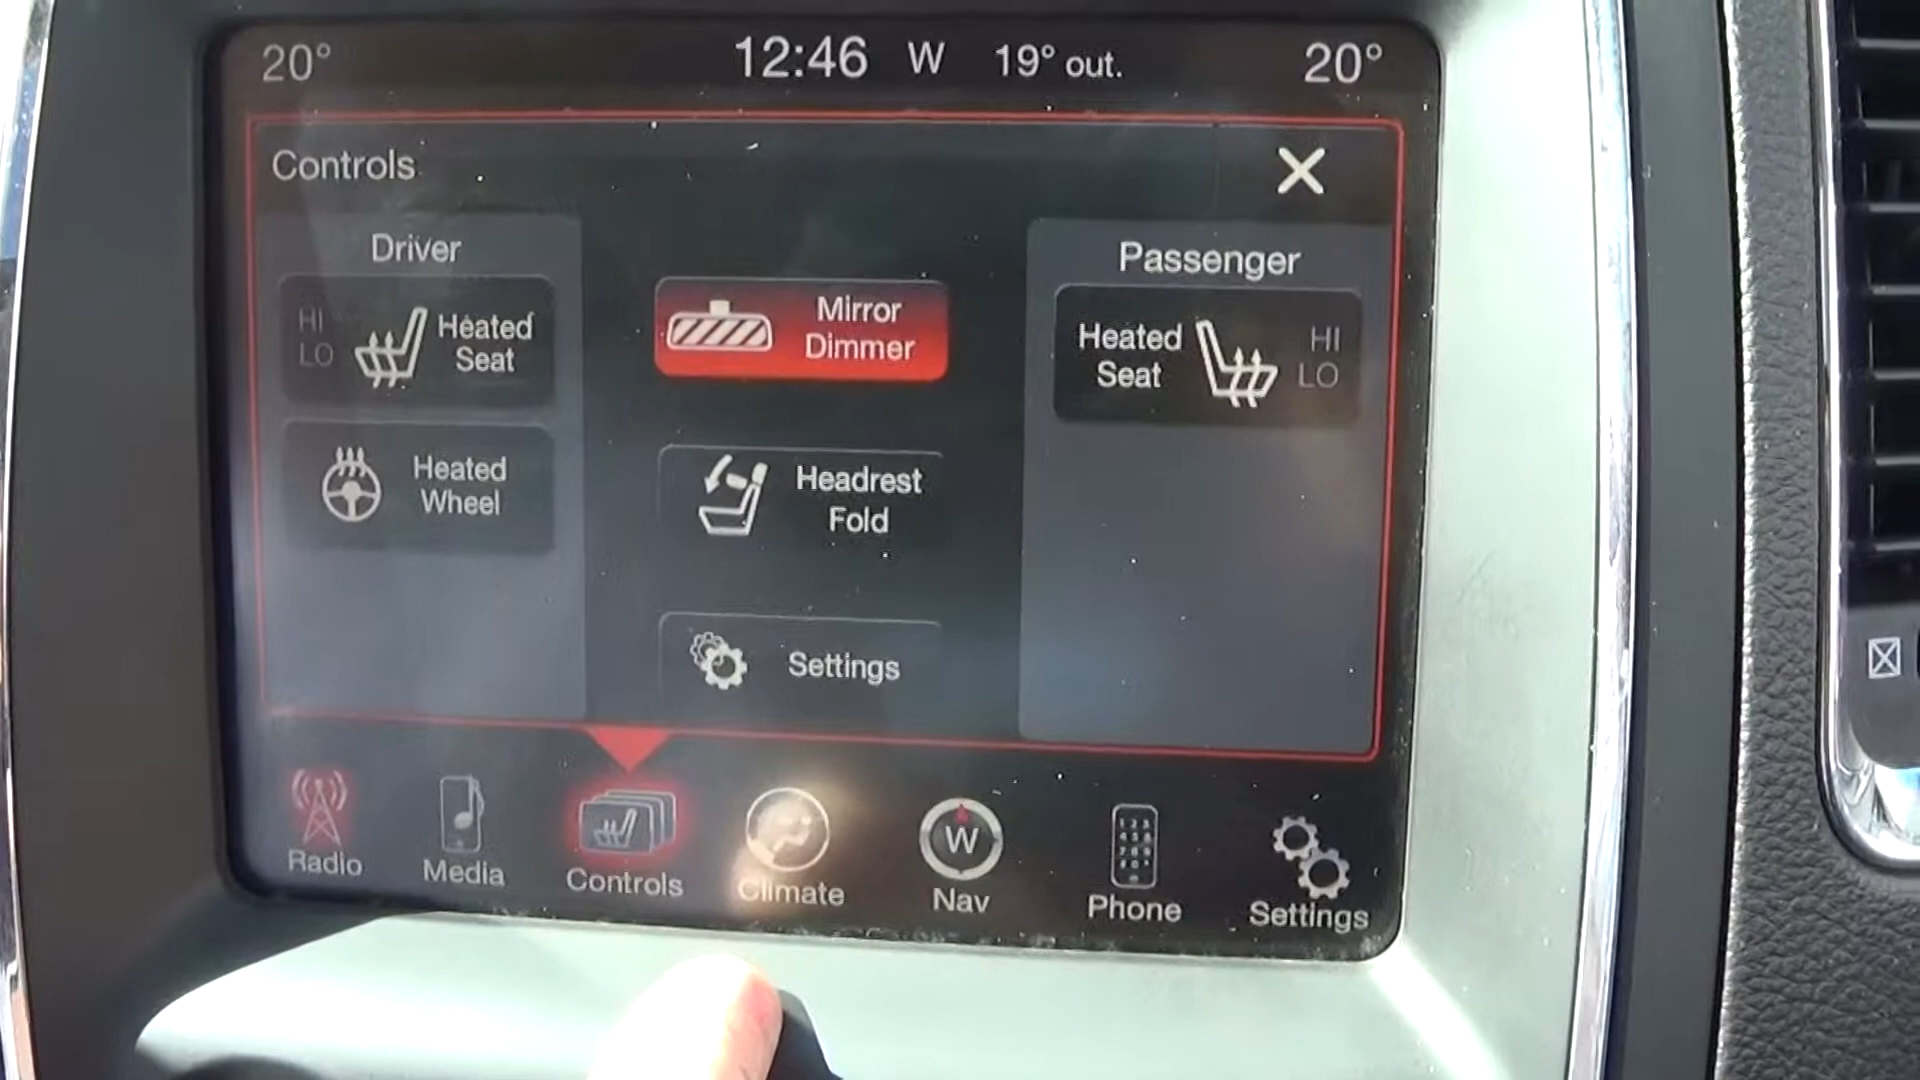 20° 12:46 W 19° out. 20°
Controls
Driver
HI
LO
Heated
Seat
Heated
Wheel
Mirror
Dimmer
Headrest
Fold
Settings
Passenger
Heated
Seat
HI
LO
Radio
Media
Controls
Climate
W
Nav
Phone
Settings